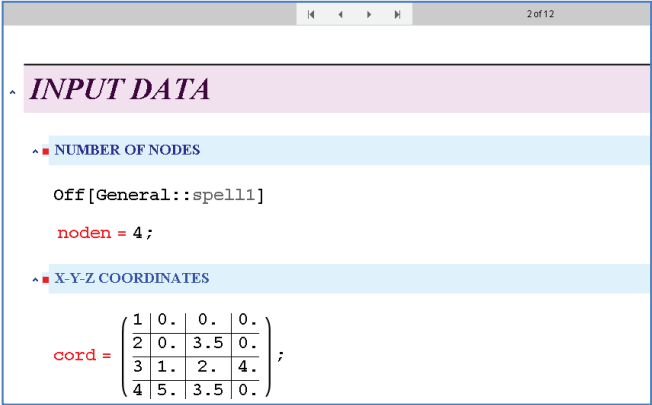 2 of 12
INPUT DATA
NUMBER OF NODES
Off[General::spell1]
noden = 4;
X-Y-Z COORDINATES
1 0. 0. 0.
2 0. 3.5 0.
cord = 3 1. 2. 4. ;
4 5. 3.5 0.